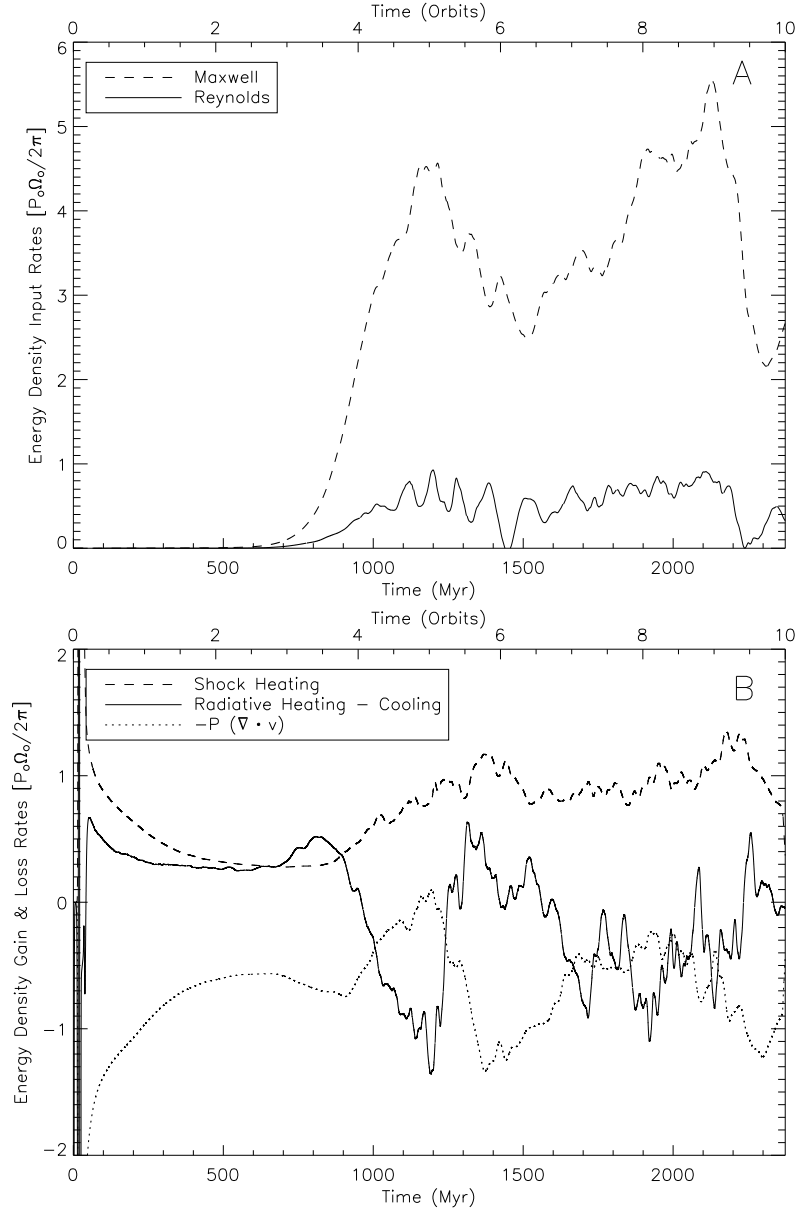 Time (Orbits)
0 2 4 6 8 10
A
Maxwell
Reynolds
Energy Density Input Rates [PₒΩₒ/2π]
6
5
4
3
2
1
0
0 500 1000 1500 2000
Time (Myr)
Time (Orbits)
0 2 4 6 8 10
B
Shock Heating
Radiative Heating − Cooling
−P (∇ • v)
Energy Density Gain & Loss Rates [PₒΩₒ/2π]
2
1
0
−1
−2
0 500 1000 1500 2000
Time (Myr)